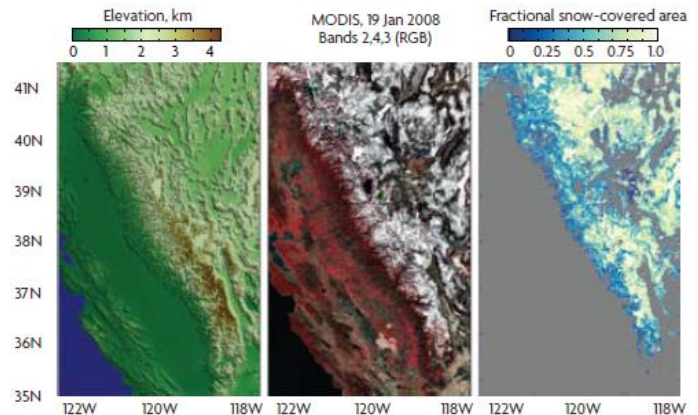 Elevation, km
0 1 2 3 4
MODIS, 19 Jan 2008
Bands 2,4,3 (RGB)
Fractional snow-covered area
0 0.25 0.75 1.0
41N
40N
39N
38N
37N
36N
35N
122W 120W 118W
122W 120W 118W
122W 120W 118W